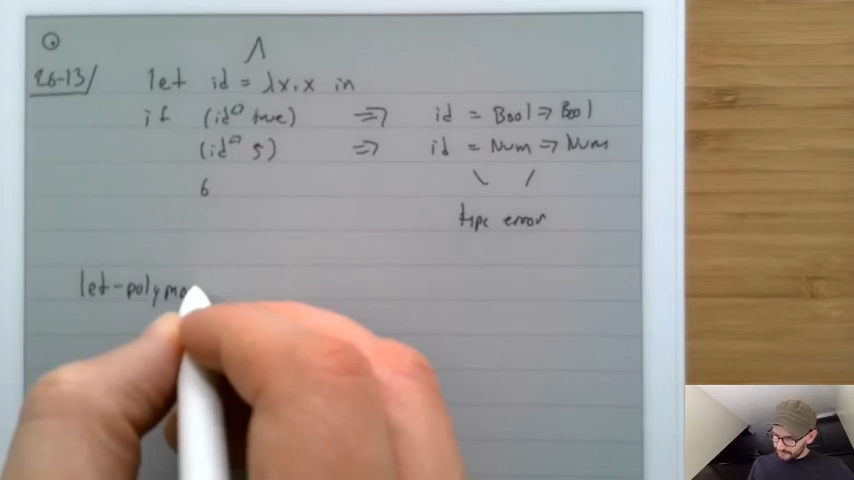 Λ
26-13/ let id = λx.x in
if (id▫ true) => id = Bool => Bool
(id▫ 5) => id = Num => Num
6 \ /
type error
let-polymo